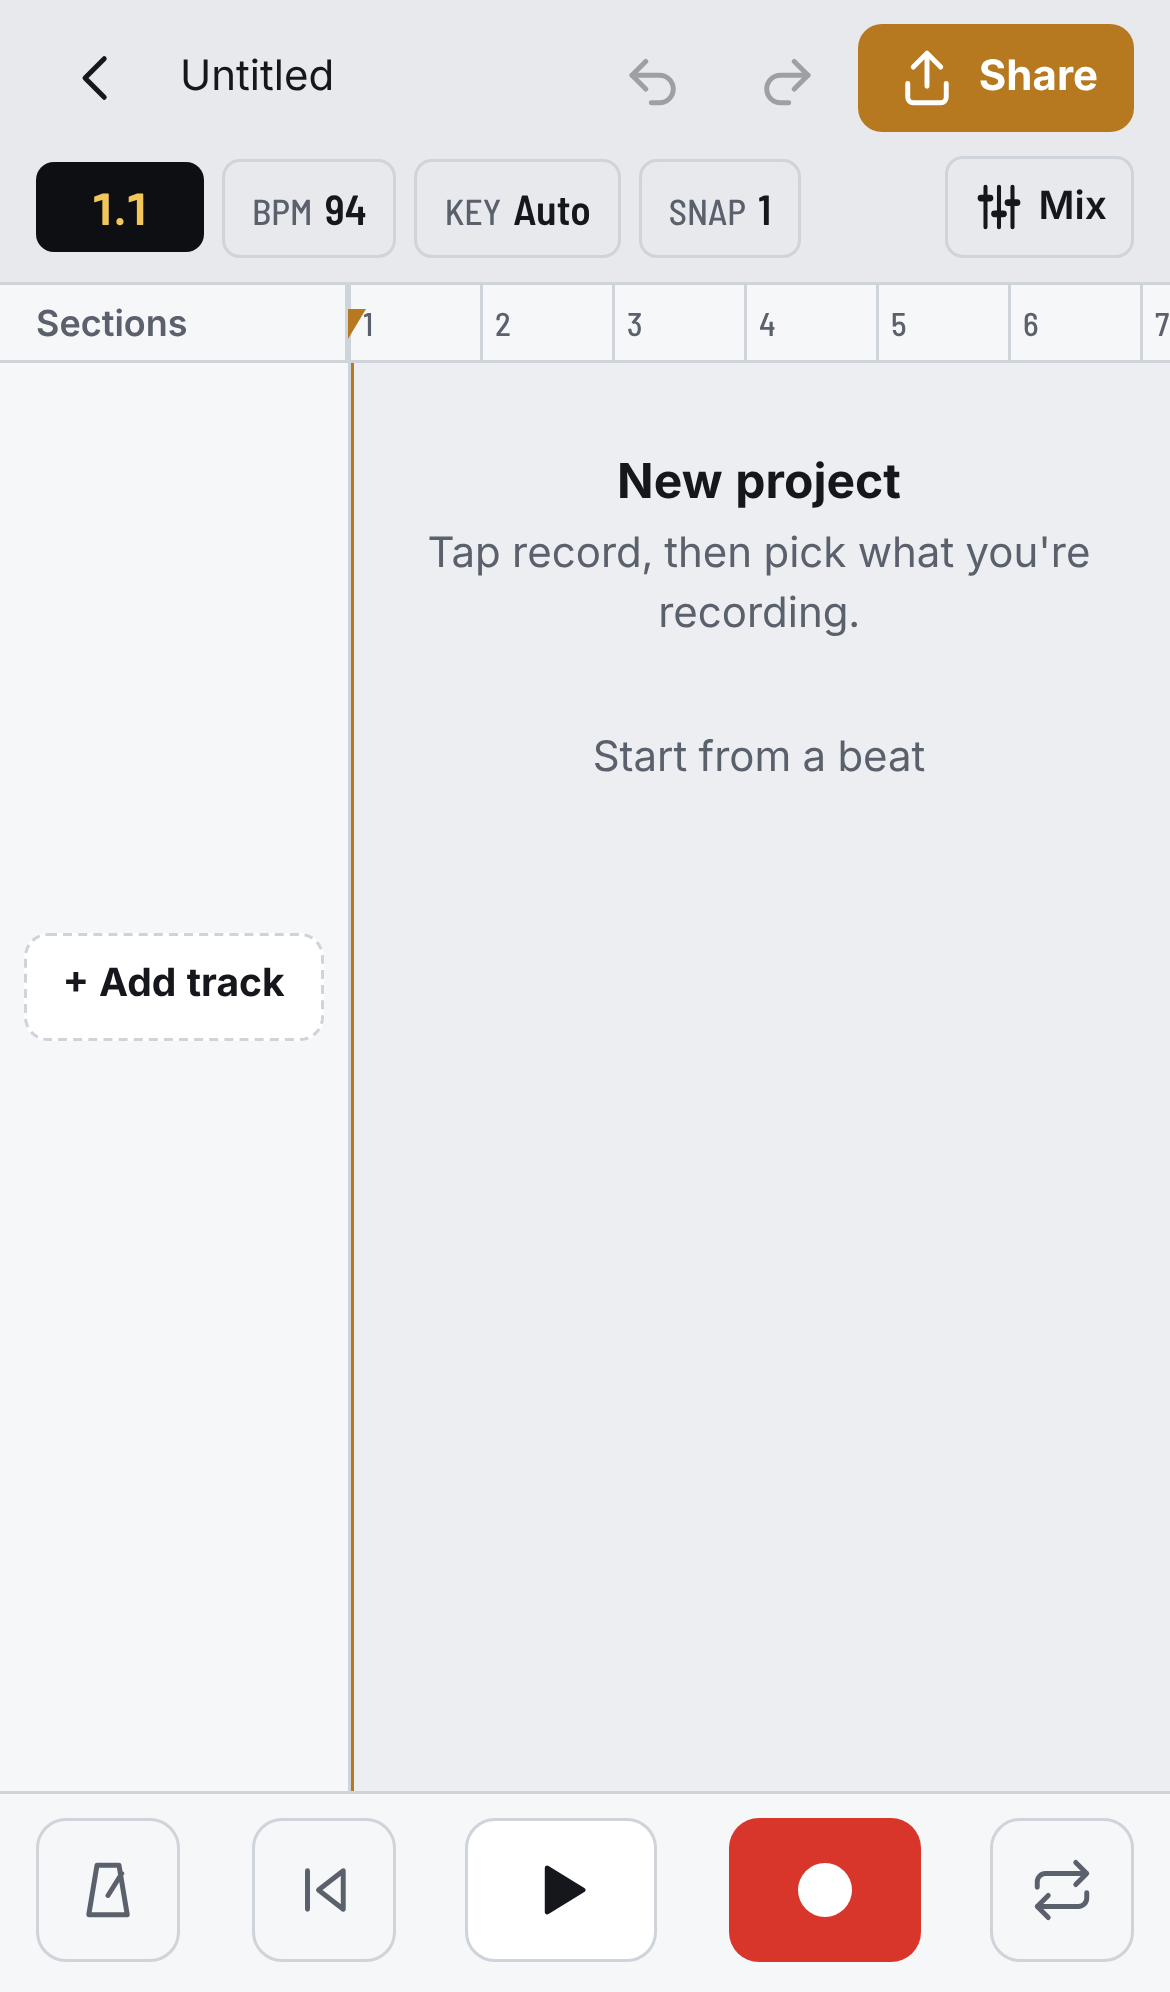 Untitled
Share
1.1
BPM 94
KEY Auto
SNAP 1
Mix
Sections
1 2 3 4 5 6 7
New project
Tap record, then pick what you're
recording.
Start from a beat
+ Add track